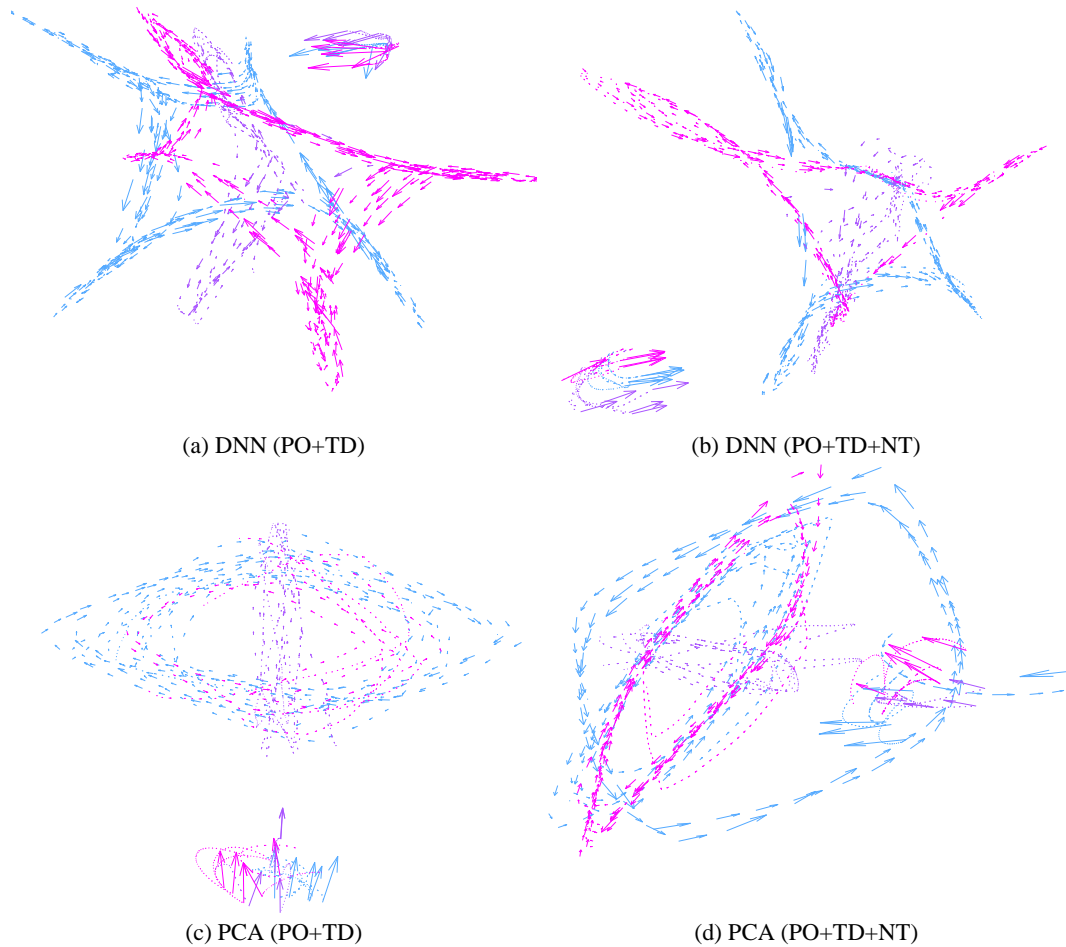 (a) DNN (PO+TD)
(b) DNN (PO+TD+NT)
(c) PCA (PO+TD)
(d) PCA (PO+TD+NT)